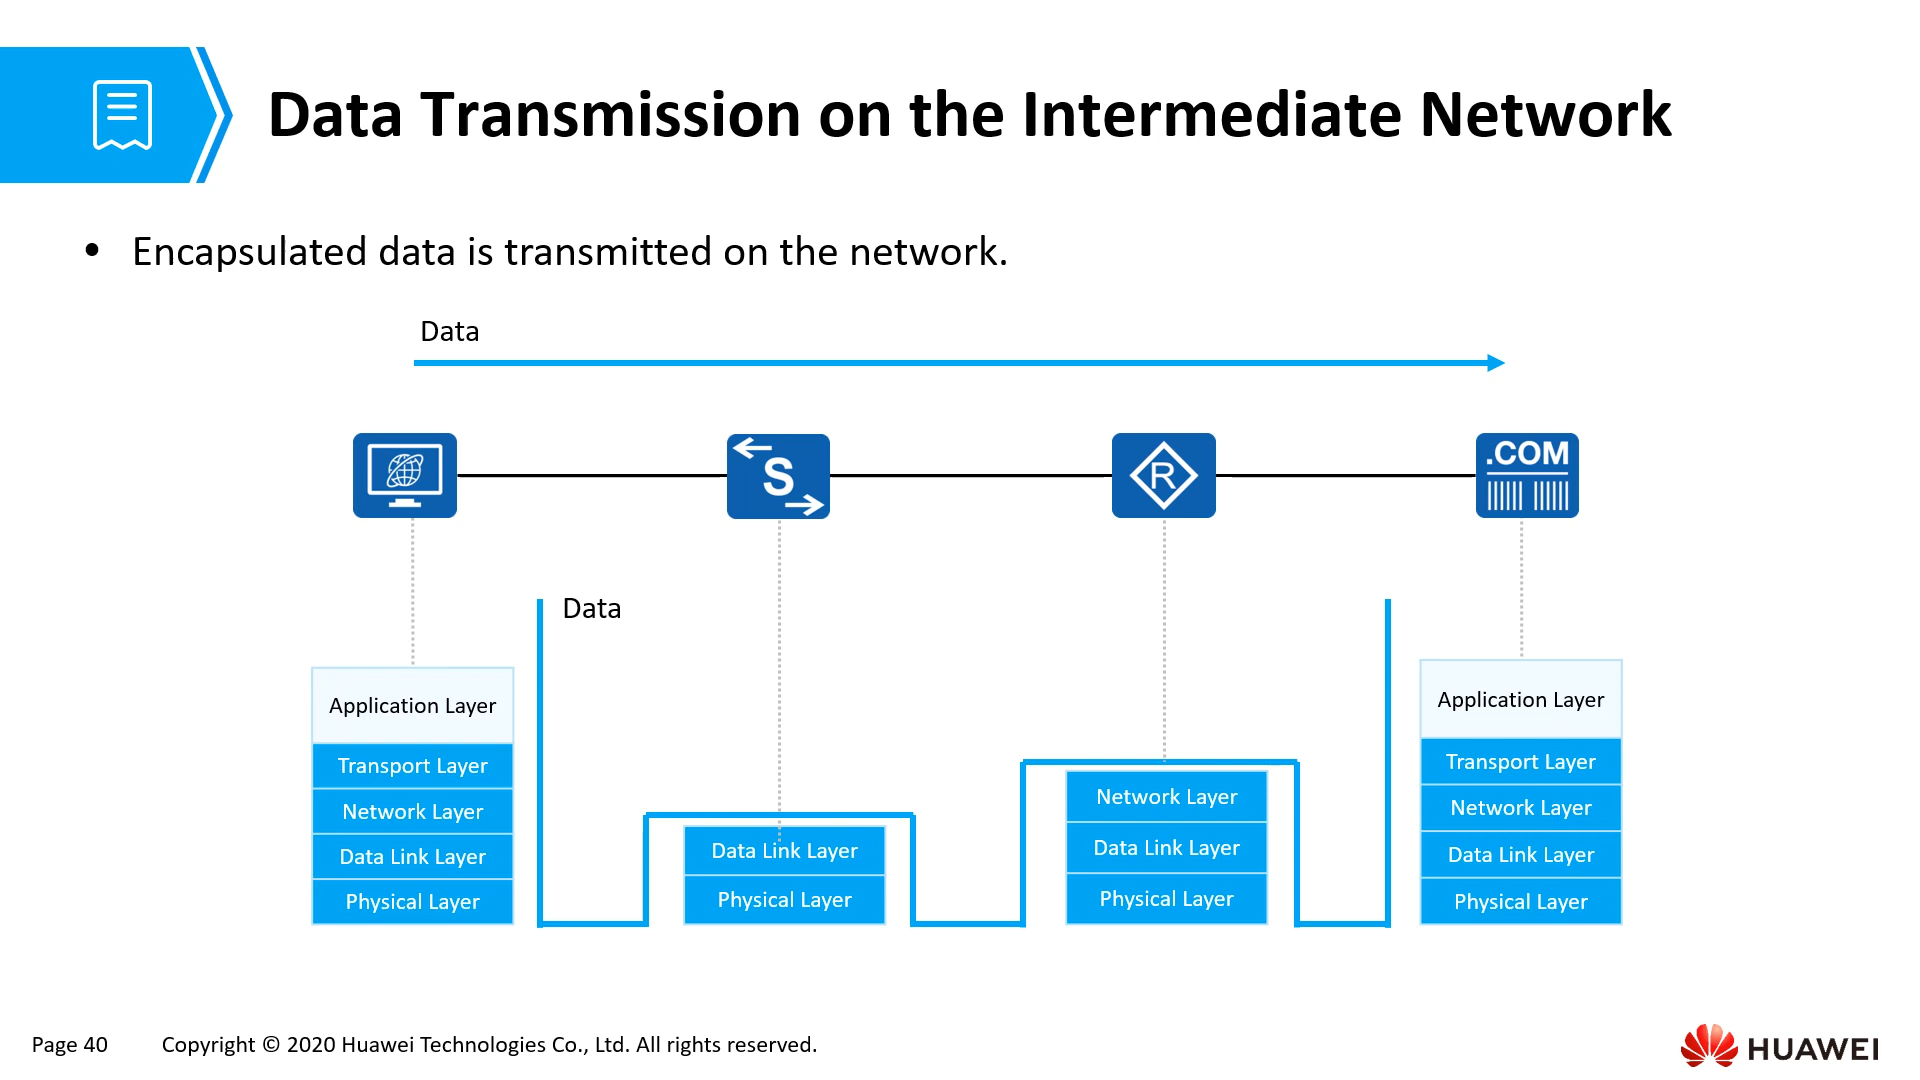 Data Transmission on the Intermediate Network
• Encapsulated data is transmitted on the network.
Data
S
R
.COM
Data
Application Layer
Transport Layer
Network Layer
Data Link Layer
Physical Layer
Data Link Layer
Physical Layer
Network Layer
Data Link Layer
Physical Layer
Application Layer
Transport Layer
Network Layer
Data Link Layer
Physical Layer
Page 40
Copyright © 2020 Huawei Technologies Co., Ltd. All rights reserved.
HUAWEI